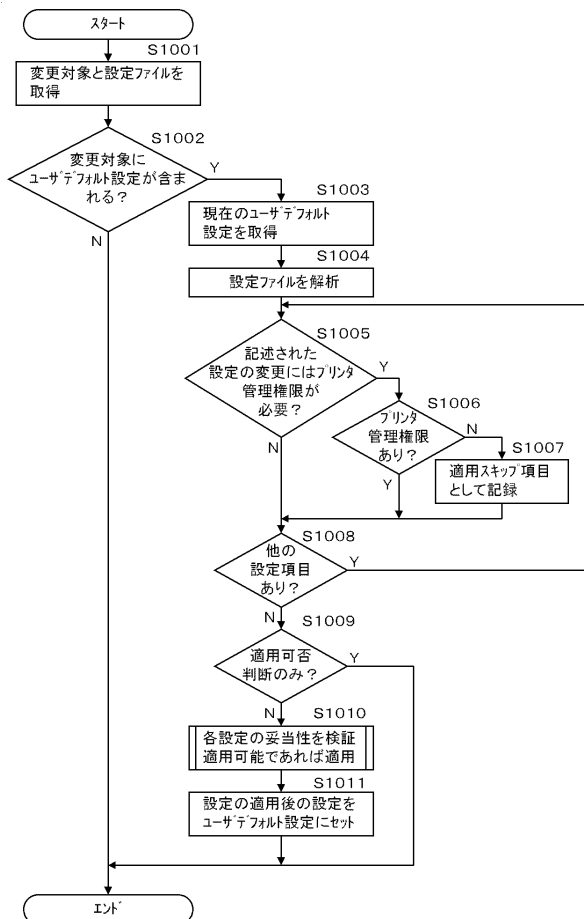 スタート
S1001
変更対象と設定ファイルを
取得
S1002
変更対象に
ユーザデフォルト設定が含ま
れる？
Y
N
S1003
現在のユーザデフォルト
設定を取得
S1004
設定ファイルを解析
S1005
記述された
設定の変更にはプリンタ
管理権限が
必要？
Y
N
S1006
プリンタ
管理権限
あり？
N
Y
S1007
適用スキップ項目
として記録
S1008
他の
設定項目
あり？
Y
N
S1009
適用可否
判断のみ？
Y
N
S1010
各設定の妥当性を検証
適用可能であれば適用
S1011
設定の適用後の設定を
ユーザデフォルト設定にセット
エンド